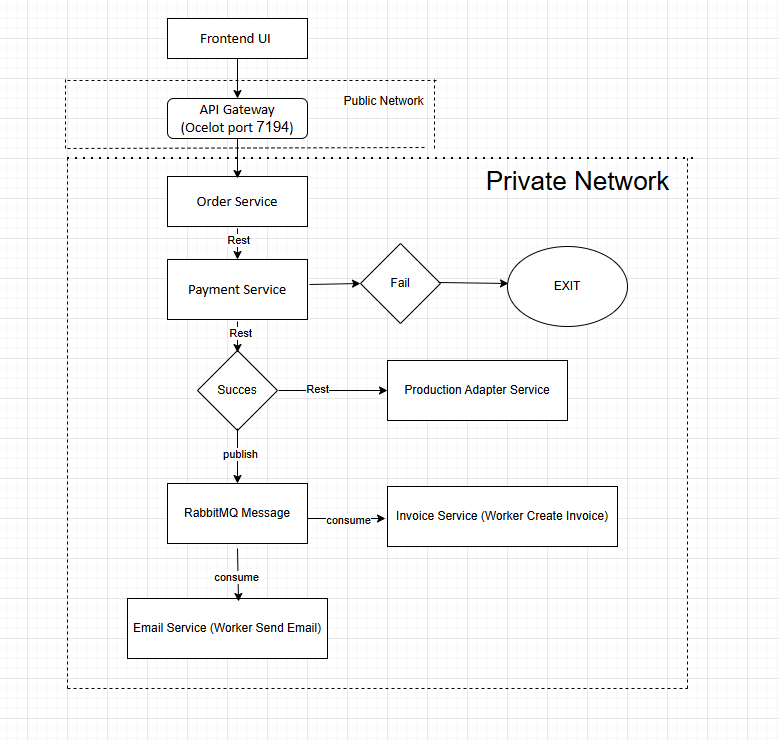 Frontend UI
Public Network
API Gateway
(Ocelot port 7194)
Private Network
Order Service
Rest
Payment Service
Fail
EXIT
Rest
Succes
Rest
Production Adapter Service
publish
RabbitMQ Message
consume
Invoice Service (Worker Create Invoice)
consume
Email Service (Worker Send Email)